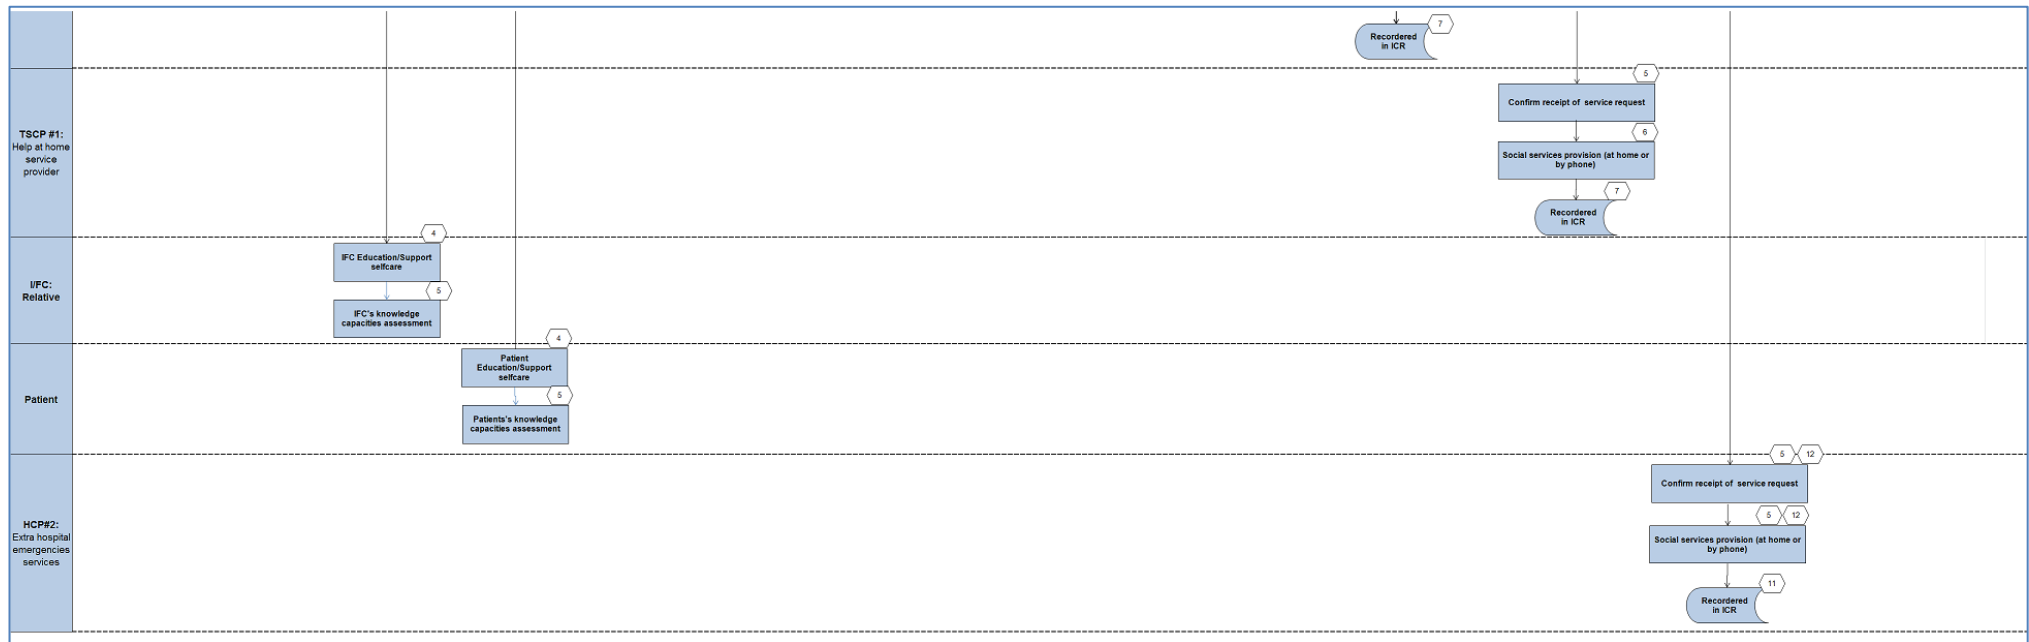 7
Recordered
in ICR
TSCP #1:
Help at home
service
provider
5
Confirm receipt of service request
6
Social services provision (at home or
by phone)
7
Recordered
in ICR
I/FC:
Relative
4
IFC Education/Support
selfcare
5
IFC's knowledge
capacities assessment
Patient
4
Patient
Education/Support
selfcare
5
Patients's knowledge
capacities assessment
HCP#2:
Extra hospital
emergencies
services
5 12
Confirm receipt of service request
5 12
Social services provision (at home or
by phone)
11
Recordered
in ICR